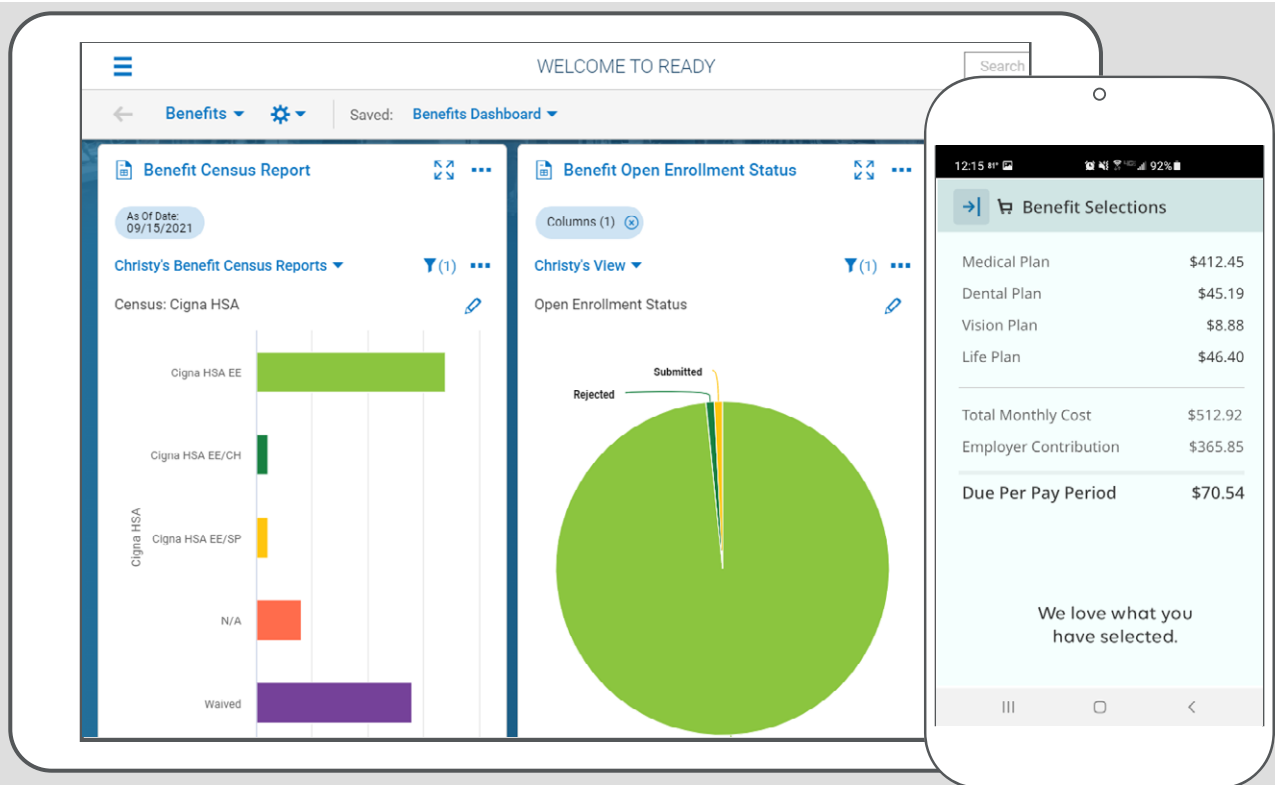 WELCOME TO READY
Search
Benefits
Saved: Benefits Dashboard
Benefit Census Report
As Of Date:
09/15/2021
Christy's Benefit Census Reports (1)
Census: Cigna HSA
Cigna HSA
Cigna HSA EE
Cigna HSA EE/CH
Cigna HSA EE/SP
N/A
Waived
Benefit Open Enrollment Status
Columns (1)
Christy's View (1)
Open Enrollment Status
Submitted
Rejected
12:15 81° 92%
Benefit Selections
Medical Plan $412.45
Dental Plan $45.19
Vision Plan $8.88
Life Plan $46.40
Total Monthly Cost $512.92
Employer Contribution $365.85
Due Per Pay Period $70.54
We love what you
have selected.